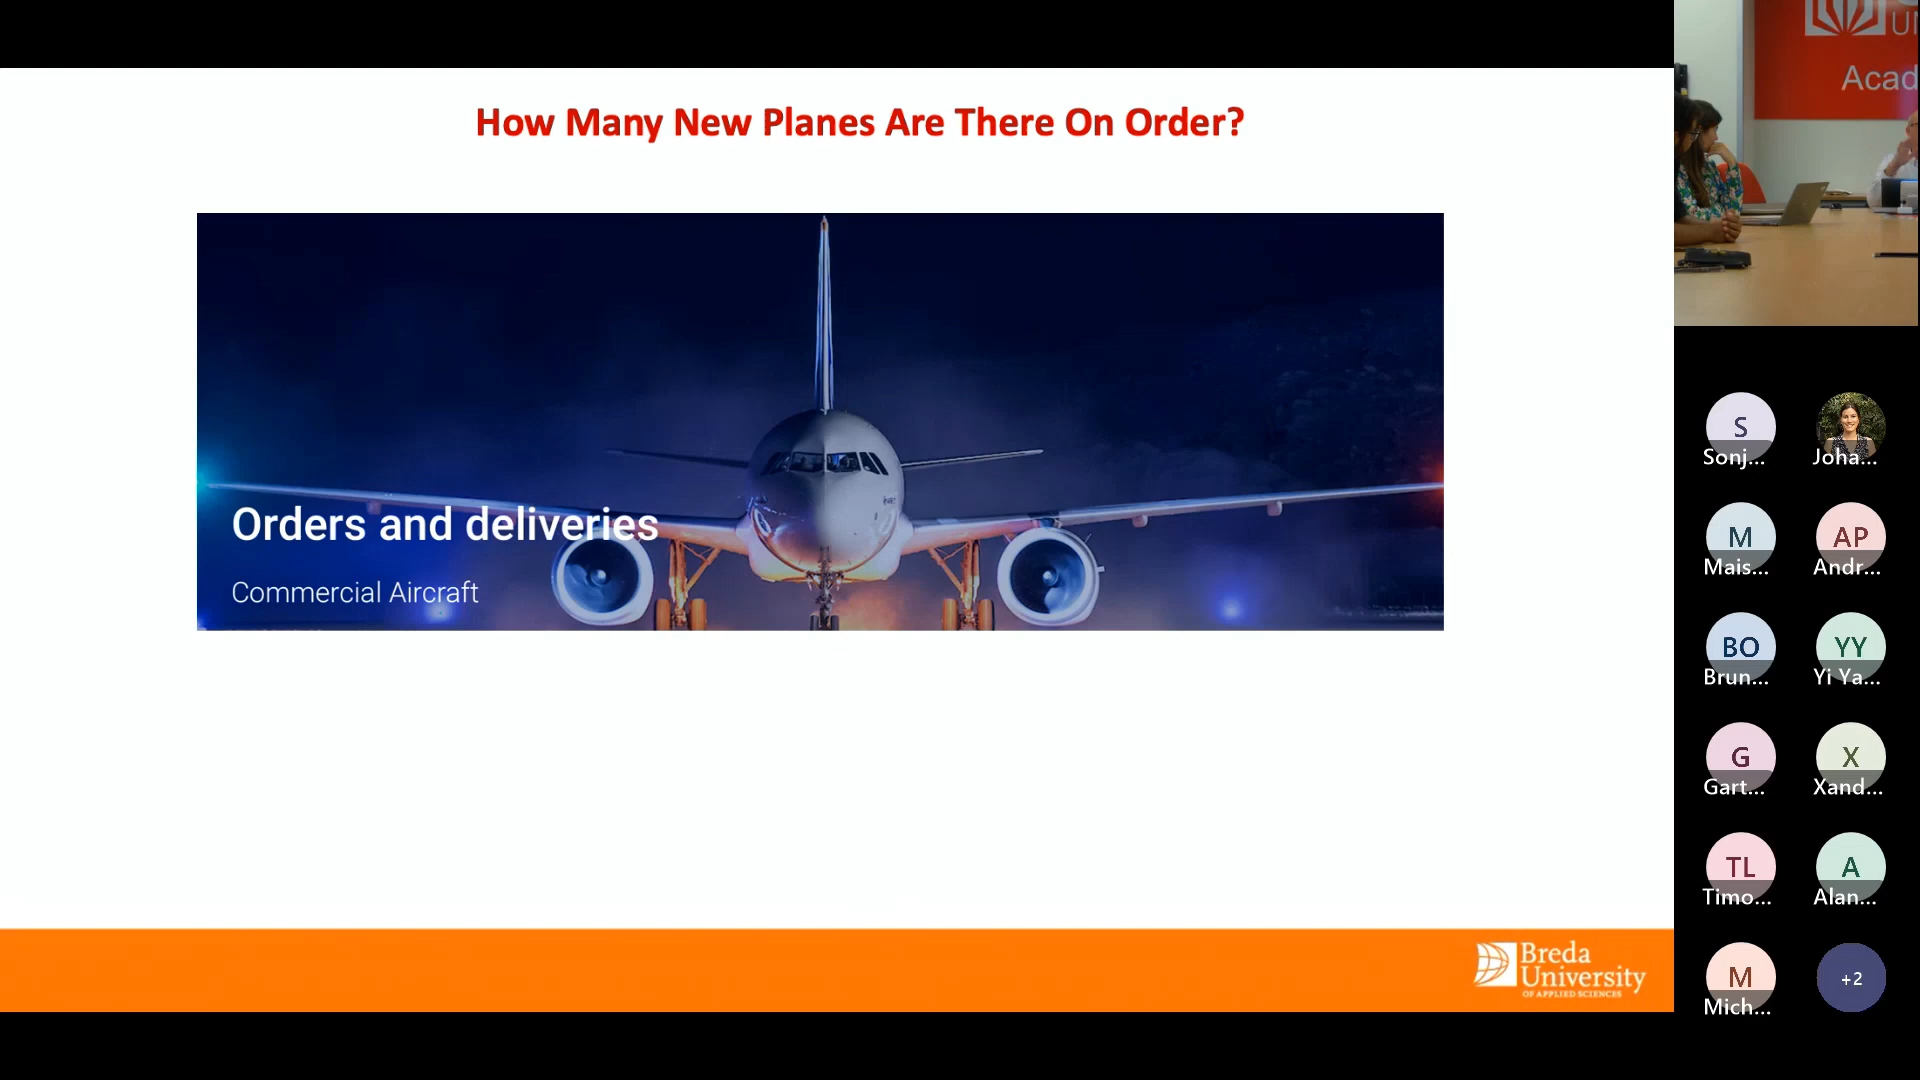 How Many New Planes Are There On Order?
Orders and deliveries
Commercial Aircraft
Breda
University
OF APPLIED SCIENCES
UN
Acad
S
Sonj...
Joha...
M
Mais...
AP
Andr...
BO
Brun...
YY
Yi Ya...
G
Gart...
X
Xand...
TL
Timo...
A
Alan...
M
Mich...
+2